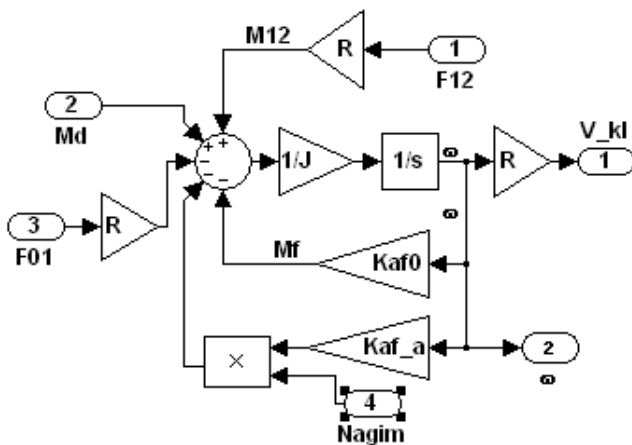 M12
R
1
F12
2
Md
+
+
−
−
−
1/J
1/s
ω
R
V_kl
1
3
F01
R
ω
Mf
Kaf0
Kaf_a
2
ω
×
4
Nagim